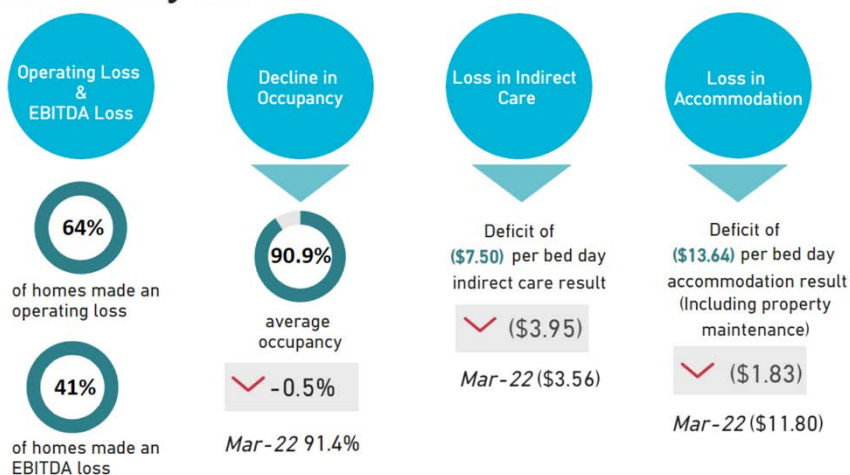 Operating Loss
&
EBITDA Loss
64%
of homes made an
operating loss
41%
of homes made an
EBITDA loss
Decline in
Occupancy
90.9%
average
occupancy
-0.5%
Mar-22 91.4%
Loss in Indirect
Care
Deficit of
($7.50) per bed day
indirect care result
($3.95)
Mar-22 ($3.56)
Loss in
Accommodation
Deficit of
($13.64) per bed day
accommodation result
(Including property
maintenance)
($1.83)
Mar-22 ($11.80)